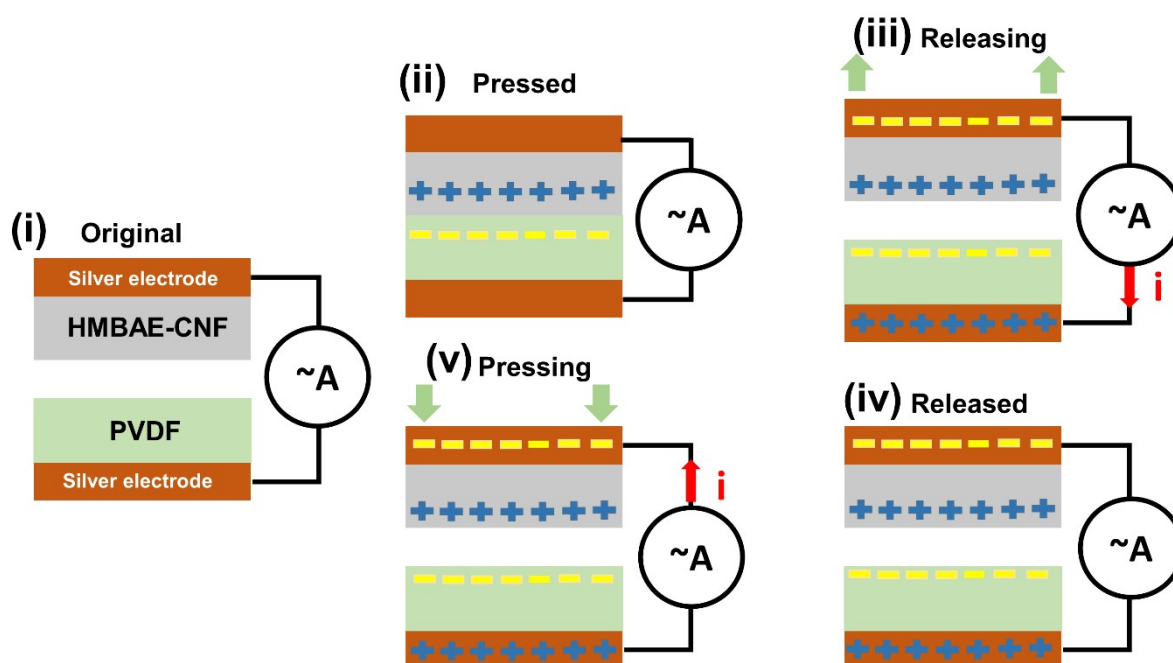 (i) Original
Silver electrode
HMBAE-CNF
PVDF
Silver electrode
~A
(ii) Pressed
~A
(iii) Releasing
~A
i
(v) Pressing
i
~A
(iv) Released
~A